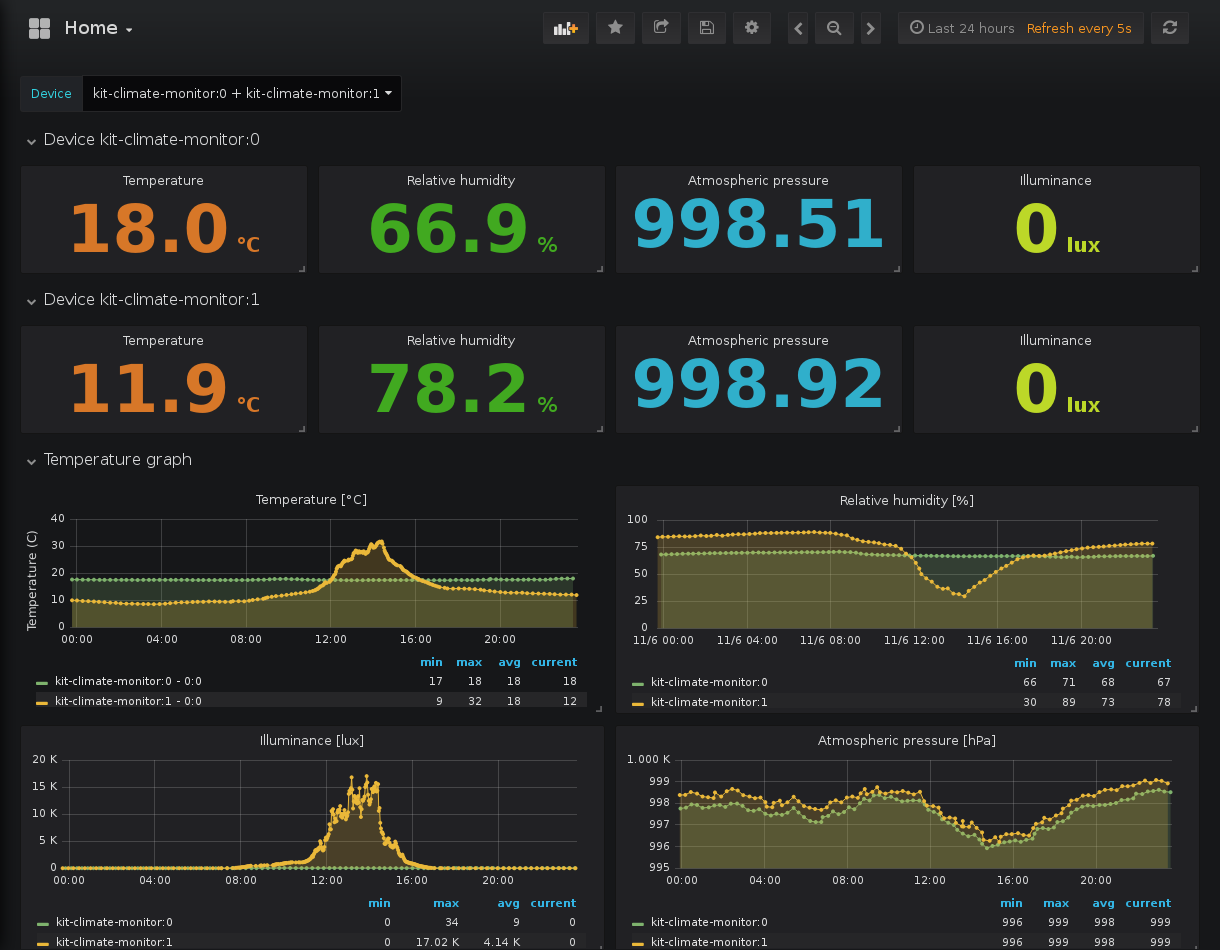 Home
Last 24 hours Refresh every 5s
Device kit-climate-monitor:0 + kit-climate-monitor:1
Device kit-climate-monitor:0
Temperature Relative humidity Atmospheric pressure Illuminance
18.0 °C 66.9 % 998.51 0 lux
Device kit-climate-monitor:1
Temperature Relative humidity Atmospheric pressure Illuminance
11.9 °C 78.2 % 998.92 0 lux
Temperature graph
Temperature [°C]
Temperature (C)
40
30
20
10
0
00:00 04:00 08:00 12:00 16:00 20:00
min max avg current
kit-climate-monitor:0 - 0:0 17 18 18 18
kit-climate-monitor:1 - 0:0 9 32 18 12
Relative humidity [%]
100
75
50
25
0
11/6 00:00 11/6 04:00 11/6 08:00 11/6 12:00 11/6 16:00 11/6 20:00
min max avg current
kit-climate-monitor:0 66 71 68 67
kit-climate-monitor:1 30 89 73 78
Illuminance [lux]
20 K
15 K
10 K
5 K
0
00:00 04:00 08:00 12:00 16:00 20:00
min max avg current
kit-climate-monitor:0 0 34 9 0
kit-climate-monitor:1 0 17.02 K 4.14 K 0
Atmospheric pressure [hPa]
1.000 K
999
998
997
996
995
00:00 04:00 08:00 12:00 16:00 20:00
min max avg current
kit-climate-monitor:0 996 999 998 999
kit-climate-monitor:1 996 999 998 999